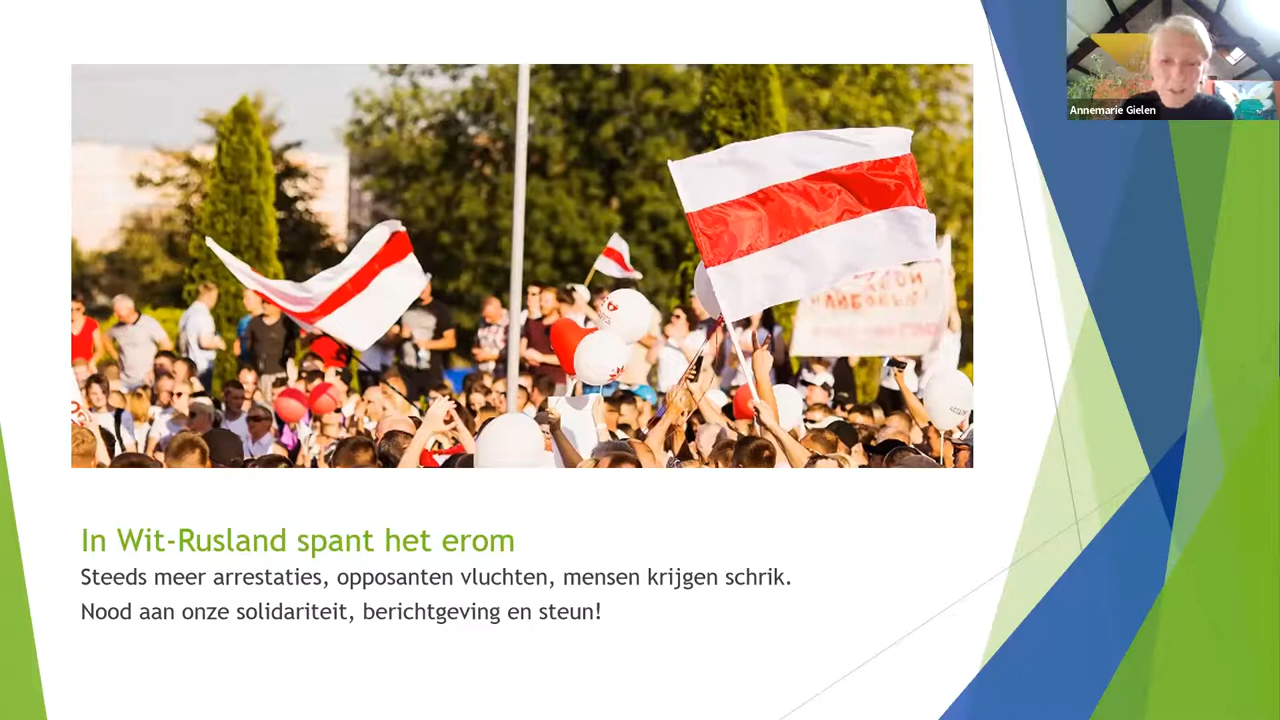 Annemarie Gielen
In Wit-Rusland spant het erom
Steeds meer arrestaties, opposanten vluchten, mensen krijgen schrik.
Nood aan onze solidariteit, berichtgeving en steun!